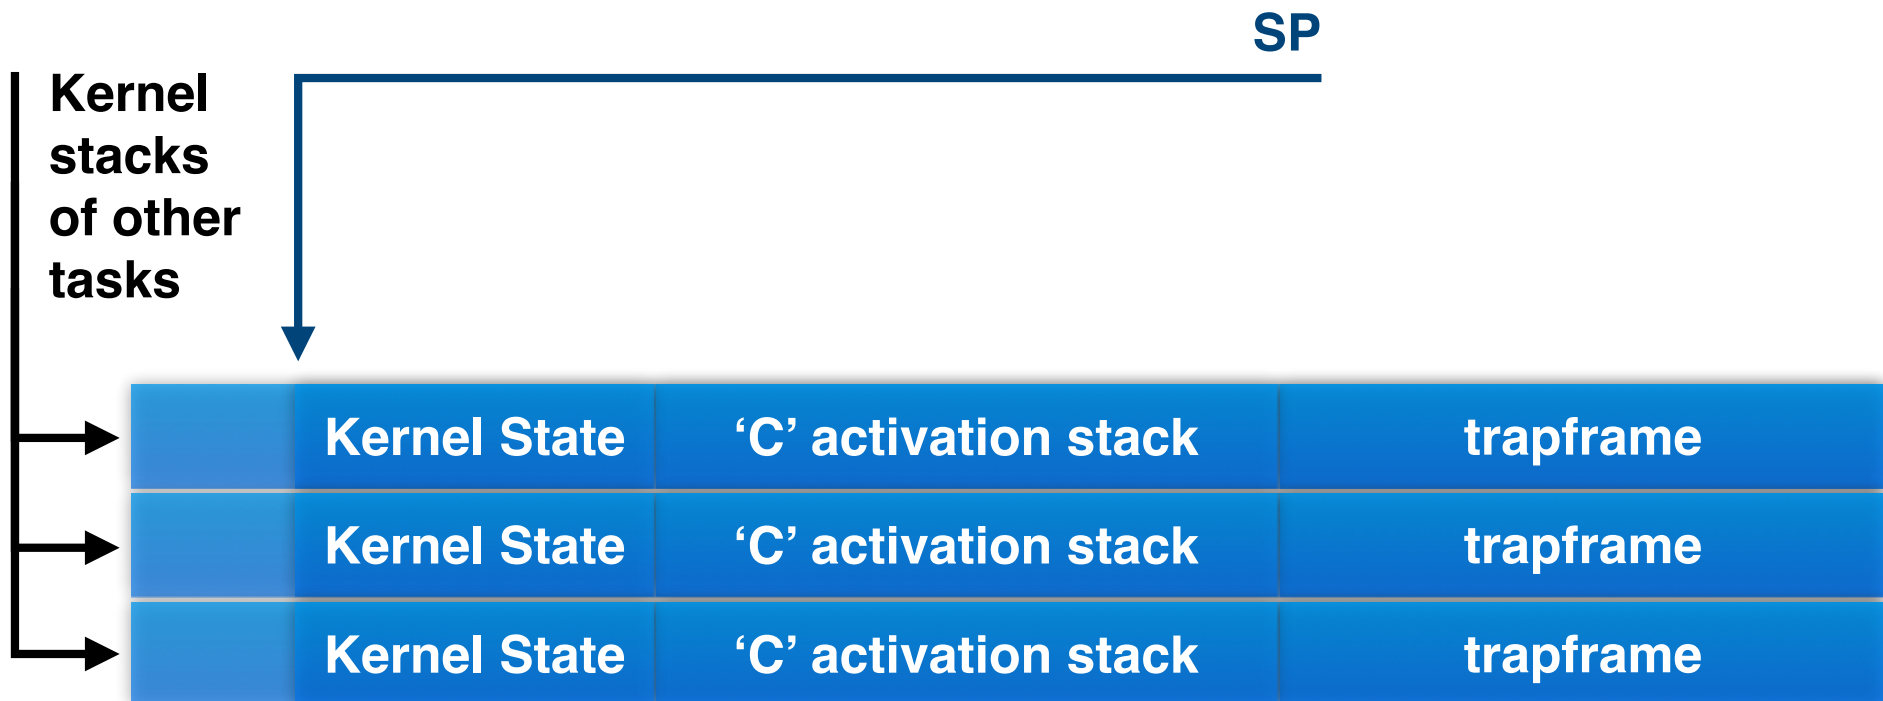 SP
Kernel
stacks
of other
tasks
Kernel State ‘C’ activation stack trapframe
Kernel State ‘C’ activation stack trapframe
Kernel State ‘C’ activation stack trapframe